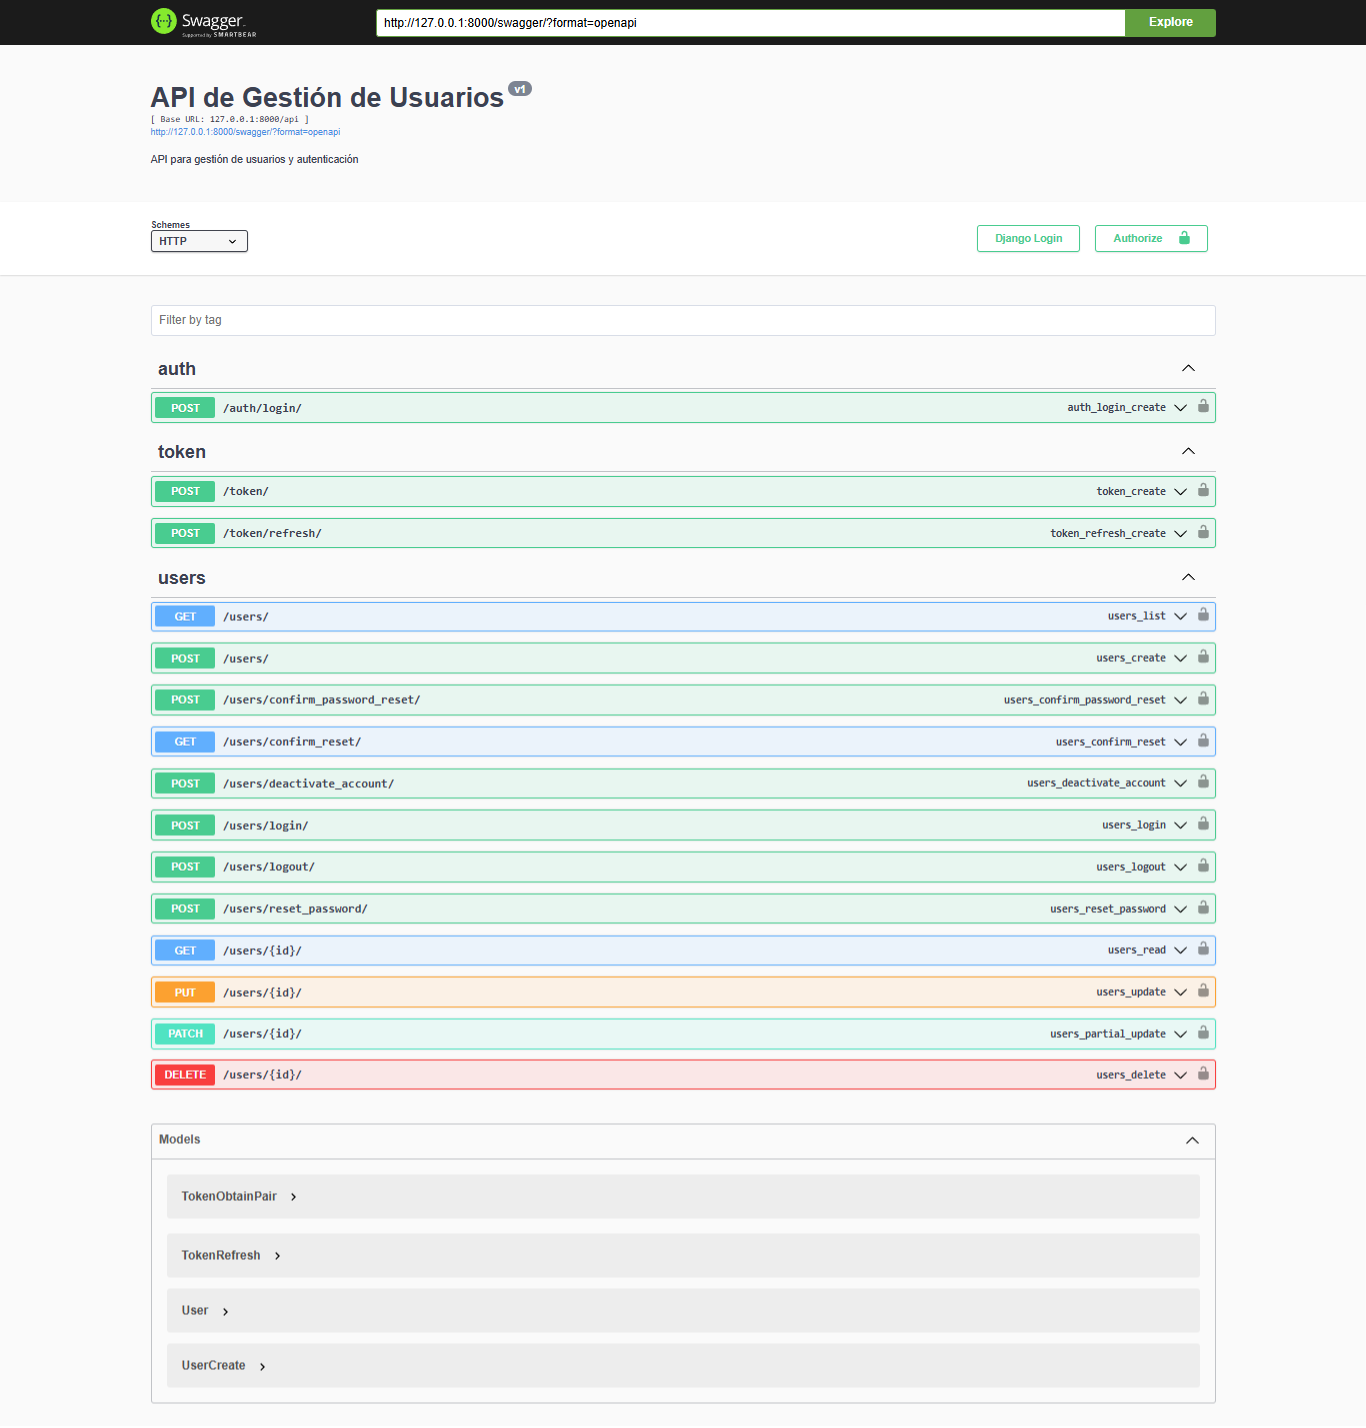 Swagger.
Supported by SMARTBEAR
http://127.0.0.1:8000/swagger/?format=openapi
Explore
API de Gestión de Usuarios v1
[ Base URL: 127.0.0.1:8000/api ]
http://127.0.0.1:8000/swagger/?format=openapi
API para gestión de usuarios y autenticación
Schemes
HTTP
Django Login
Authorize
Filter by tag
auth
POST /auth/login/ auth_login_create
token
POST /token/ token_create
POST /token/refresh/ token_refresh_create
users
GET /users/ users_list
POST /users/ users_create
POST /users/confirm_password_reset/ users_confirm_password_reset
GET /users/confirm_reset/ users_confirm_reset
POST /users/deactivate_account/ users_deactivate_account
POST /users/login/ users_login
POST /users/logout/ users_logout
POST /users/reset_password/ users_reset_password
GET /users/{id}/ users_read
PUT /users/{id}/ users_update
PATCH /users/{id}/ users_partial_update
DELETE /users/{id}/ users_delete
Models
TokenObtainPair
TokenRefresh
User
UserCreate